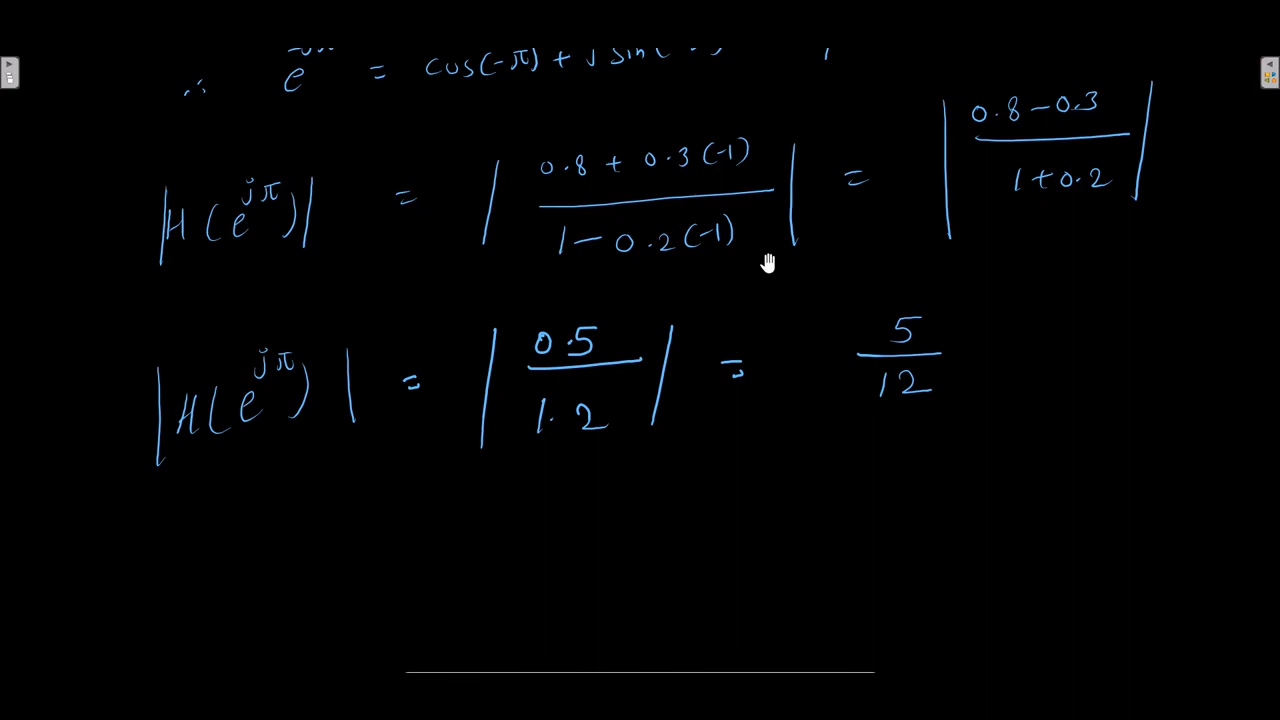 ∴ e^{-jπ} = cos(-π) + j sin(
|H(e^{jπ})| = |(0.8 + 0.3(-1))/(1 - 0.2(-1))| = |(0.8 - 0.3)/(1 + 0.2)|
|H(e^{jπ})| = |0.5/1.2| = 5/12